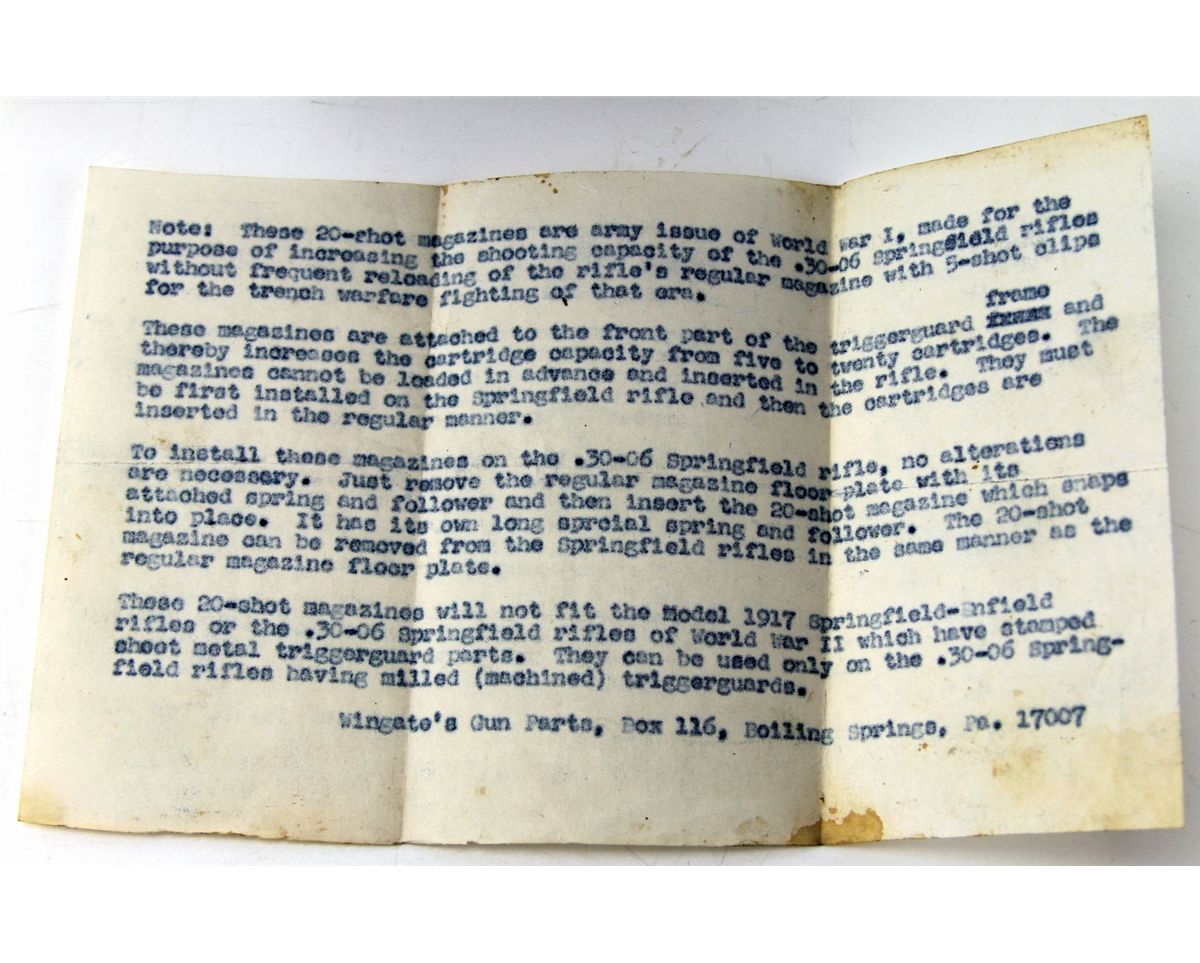 Note:  These 20-shot magazines are army issue of World War I, made for the
purpose of increasing the shooting capacity of the .30-06 Springfield rifles
without frequent reloading of the rifle's regular magazine with 5-shot clips
for the trench warfare fighting of that era.
frame
These magazines are attached to the front part of the triggerguard xxxxx and
thereby increases the cartridge capacity from five to twenty cartridges.  The
magazines cannot be loaded in advance and inserted in the rifle.  They must
be first installed on the Springfield rifle and then the cartridges are
inserted in the regular manner.
To install these magazines on the .30-06 Springfield rifle, no alterations
are necessary.  Just remove the regular magazine floor-plate with its
attached spring and follower and then insert the 20-shot magazine which snaps
into place.  It has its own long sprcial spring and follower.  The 20-shot
magazine can be removed from the Springfield rifles in the same manner as the
regular magazine floor plate.
These 20-shot magazines will not fit the Model 1917 Springfield-Enfield
rifles or the .30-06 Springfield rifles of World War II which have stamped
sheet metal triggerguard parts.  They can be used only on the .30-06 Spring-
field rifles having milled (machined) triggerguards.
Wingate's Gun Parts, Box 116, Boiling Springs, Pa. 17007